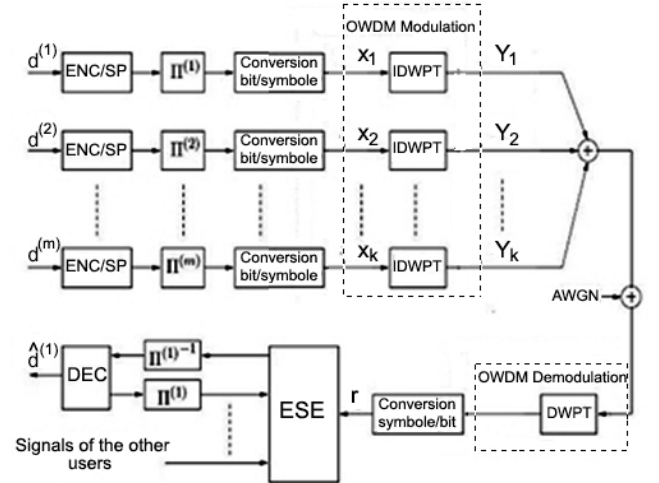 OWDM Modulation
d(1)
ENC/SP
Π(1)
Conversion
bit/symbole
x1
IDWPT
Y1
d(2)
ENC/SP
Π(2)
Conversion
bit/symbole
x2
IDWPT
Y2
+
d(m)
ENC/SP
Π(m)
Conversion
bit/symbole
xk
IDWPT
Yk
AWGN
+
d̂(1)
DEC
Π(1)-1
Π(1)
ESE
r
Conversion
symbole/bit
OWDM Demodulation
DWPT
Signals of the other
users